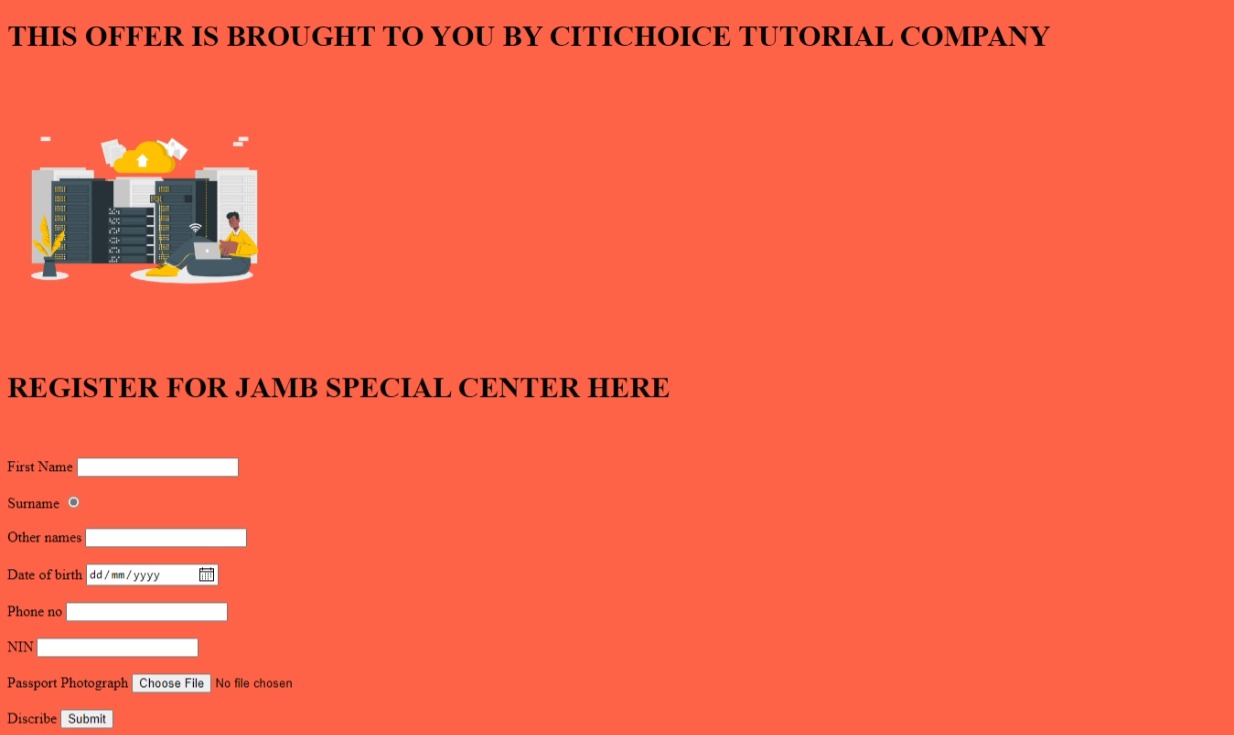 THIS OFFER IS BROUGHT TO YOU BY CITICHOICE TUTORIAL COMPANY
REGISTER FOR JAMB SPECIAL CENTER HERE
First Name
Surname
Other names
Date of birth dd/mm/yyyy
Phone no
NIN
Passport Photograph Choose File No file chosen
Discribe Submit